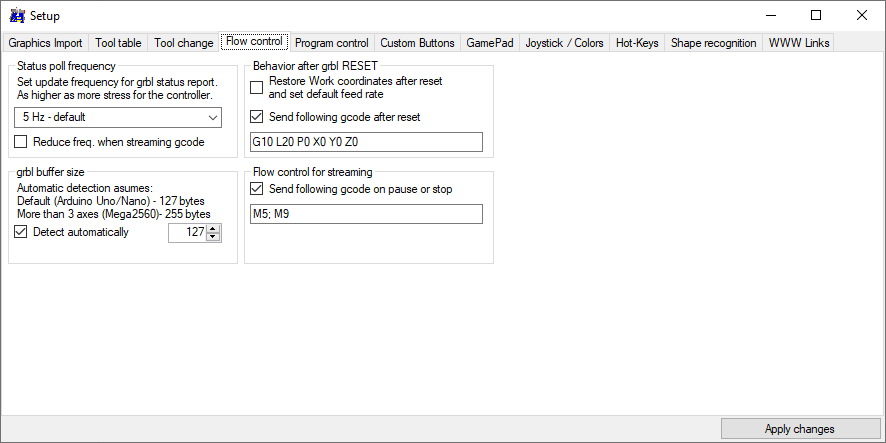 Setup
Graphics Import
Tool table
Tool change
Flow control
Program control
Custom Buttons
GamePad
Joystick / Colors
Hot-Keys
Shape recognition
WWW Links
Status poll frequency
Set update frequency for grbl status report.
As higher as more stress for the controller.
5 Hz - default
Reduce freq. when streaming gcode
Behavior after grbl RESET
Restore Work coordinates after reset
and set default feed rate
Send following gcode after reset
G10 L20 P0 X0 Y0 Z0
grbl buffer size
Automatic detection asumes:
Default (Arduino Uno/Nano) - 127 bytes
More than 3 axes (Mega2560)- 255 bytes
Detect automatically
127
Flow control for streaming
Send following gcode on pause or stop
M5; M9
Apply changes